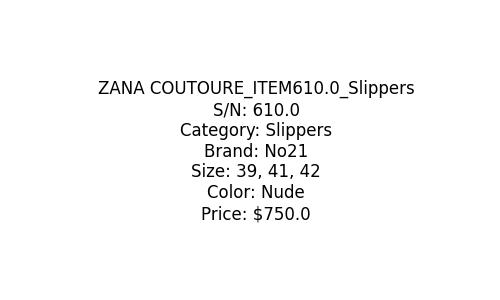 ZANA COUTOURE_ITEM610.0_Slippers
S/N: 610.0
Category: Slippers
Brand: No21
Size: 39, 41, 42
Color: Nude
Price: $750.0